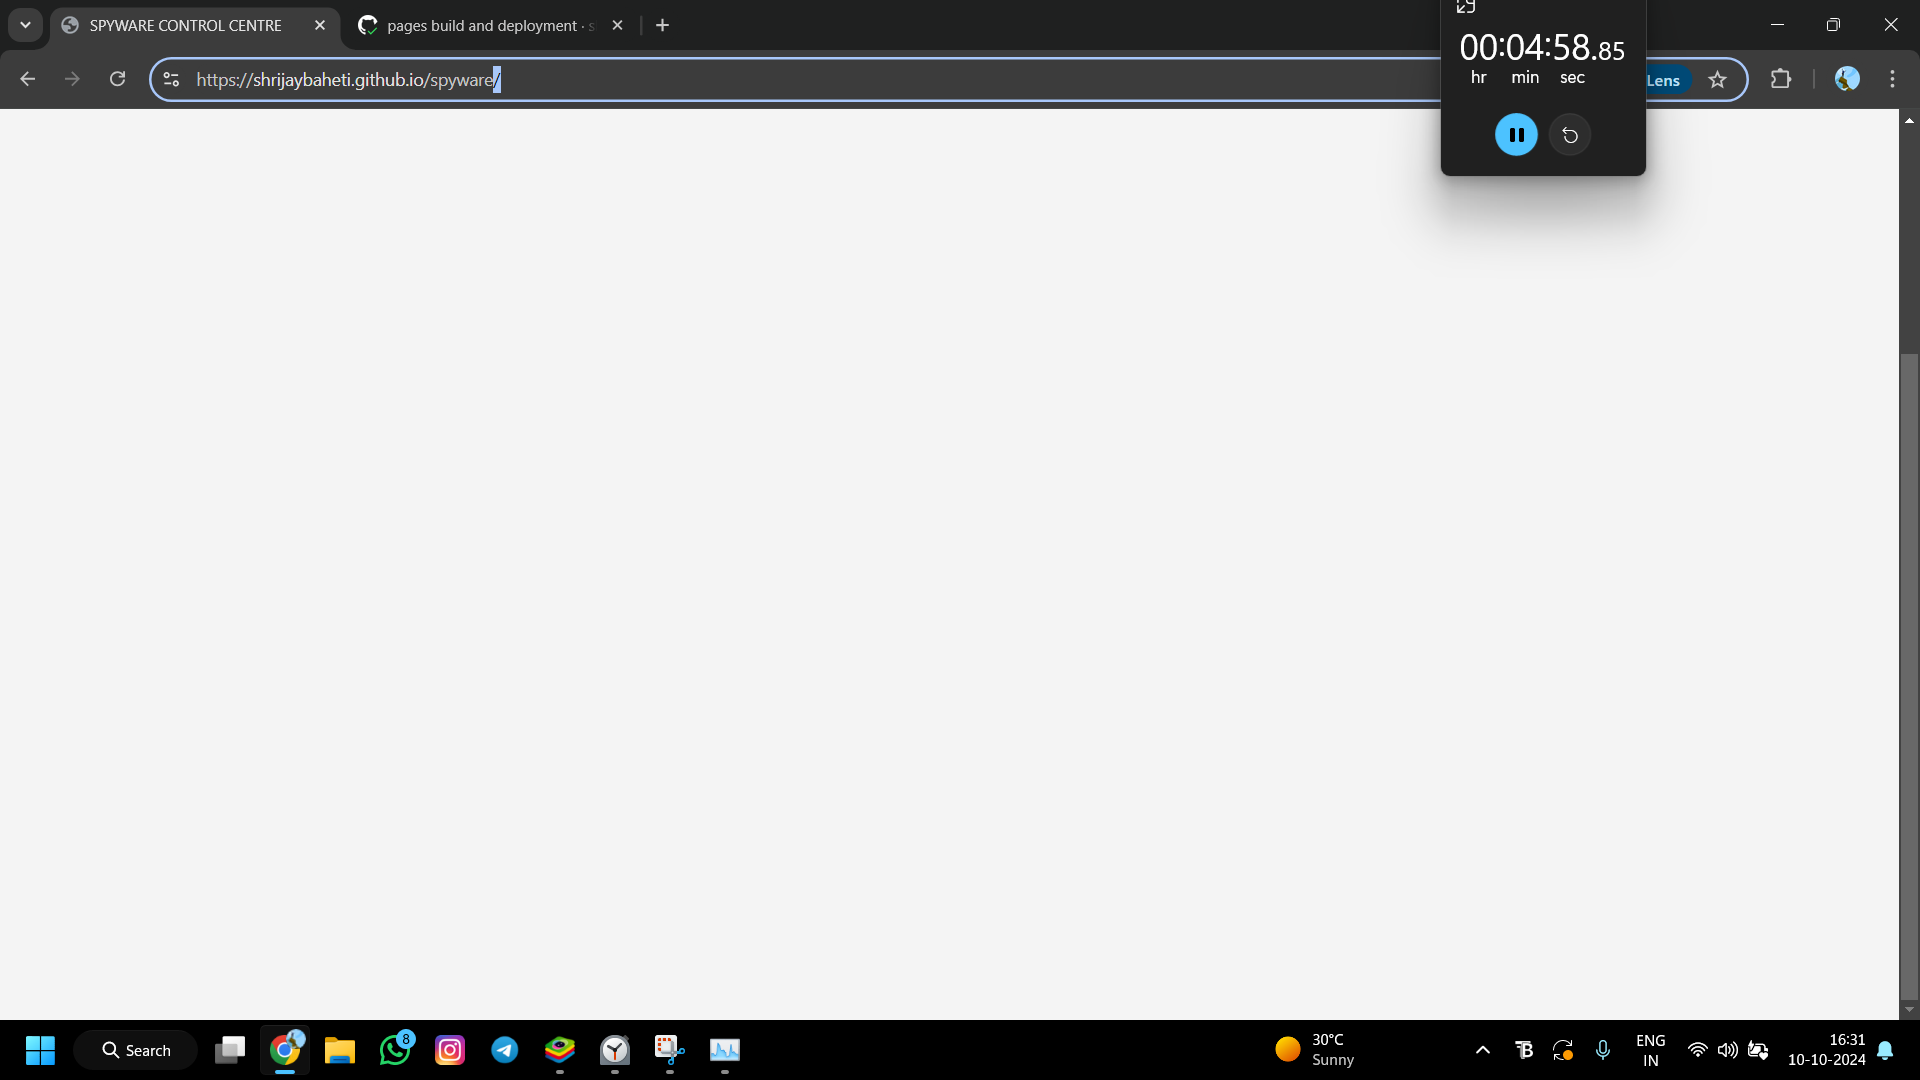 SPYWARE CONTROL CENTRE
pages build and deployment · s
https://shrijaybaheti.github.io/spyware/
Lens
00:04:58.85
hr min sec
Search
8
30°C
Sunny
ENG
IN
16:31
10-10-2024